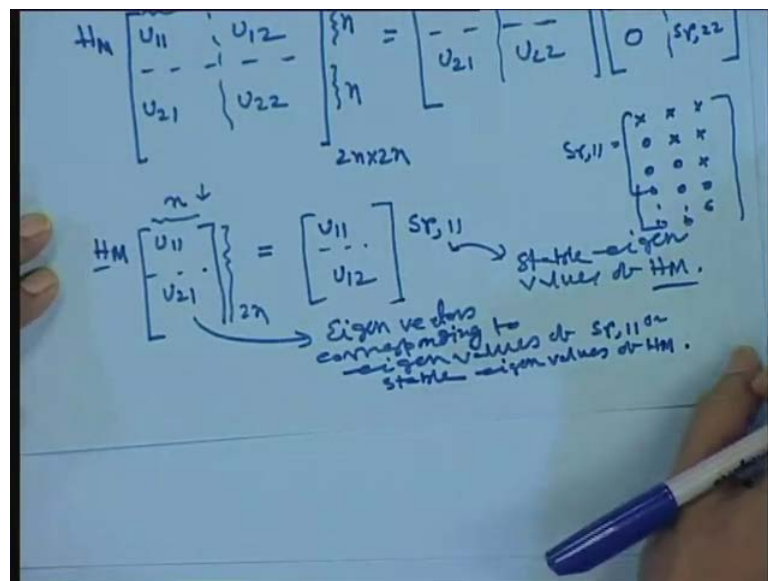 HM [ U11 | U12 ; U21 | U22 ] }n }n = [ U21 | U22 ] [ 0 | Sr,22 ]
2n×2n
Sr,11 = [ x x x ; 0 x x ; 0 0 x ; 0 0 0 ; ]
n ↓
HM [ U11 ; U21 ] } 2n = [ U11 ; U12 ] Sr,11
stable eigen
values of HM.
Eigen vectors
corresponding to
eigen values of Sr,11 or
stable eigen values of HM.